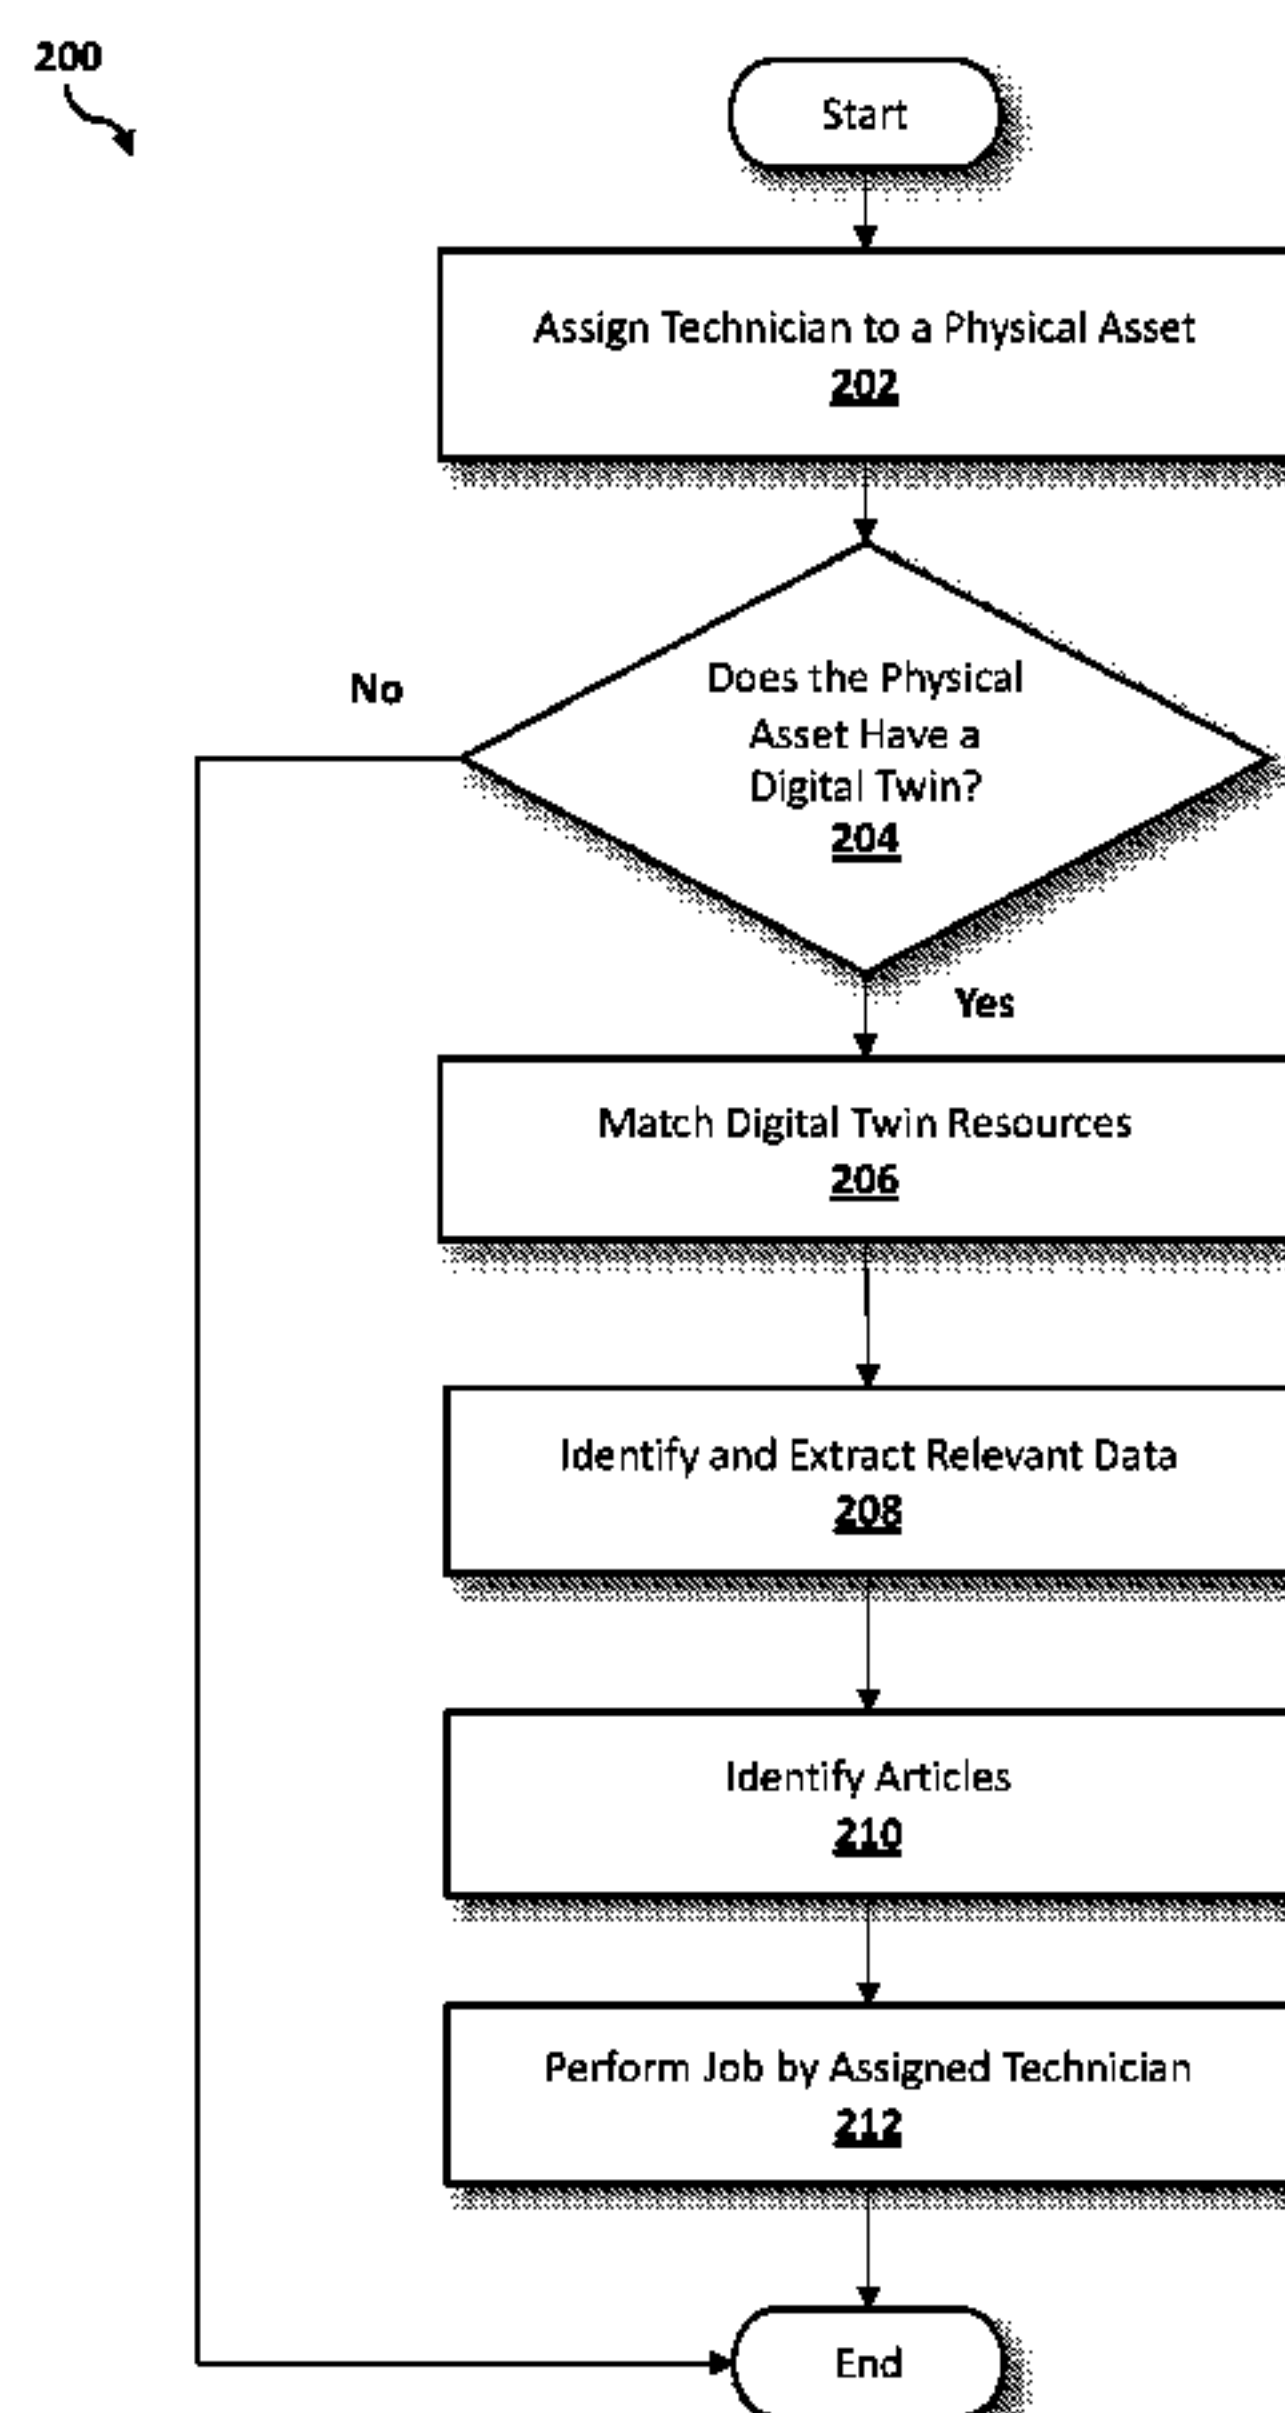 200
Start
Assign Technician to a Physical Asset
202
Does the Physical
Asset Have a
Digital Twin?
204
No
Yes
Match Digital Twin Resources
206
Identify and Extract Relevant Data
208
Identify Articles
210
Perform Job by Assigned Technician
212
End